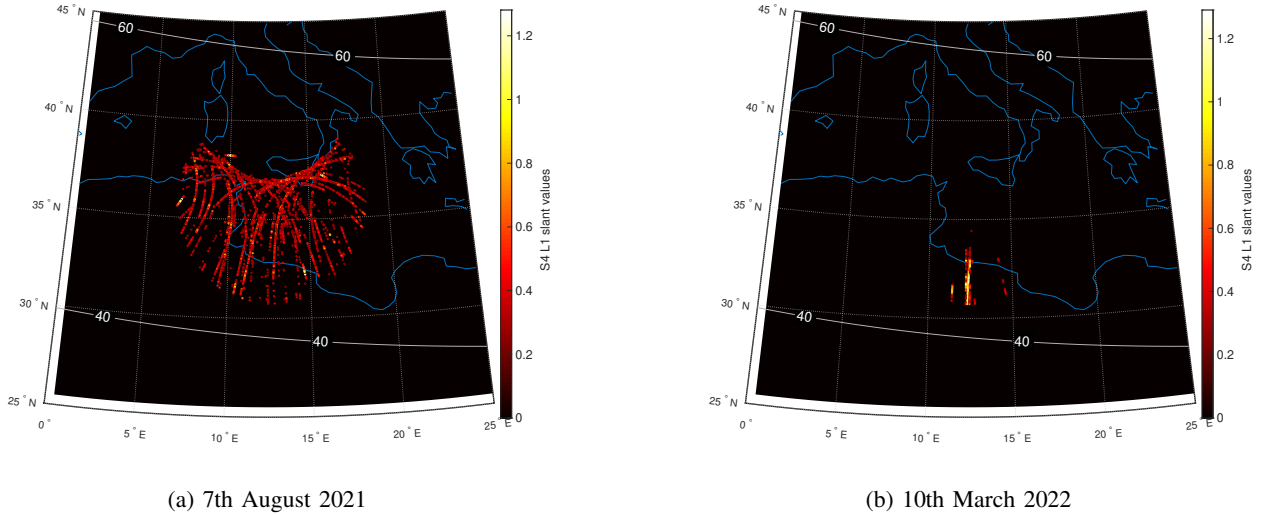 45° N
40° N
35° N
30° N
25° N
0°
5° E
10° E
15° E
20° E
25° E
60
60
40
40
1.2
1
0.8
0.6
0.4
0.2
0
S4 L1 slant values
(a) 7th August 2021
45° N
40° N
35° N
30° N
25° N
0°
5° E
10° E
15° E
20° E
25° E
60
60
40
40
1.2
1
0.8
0.6
0.4
0.2
0
S4 L1 slant values
(b) 10th March 2022